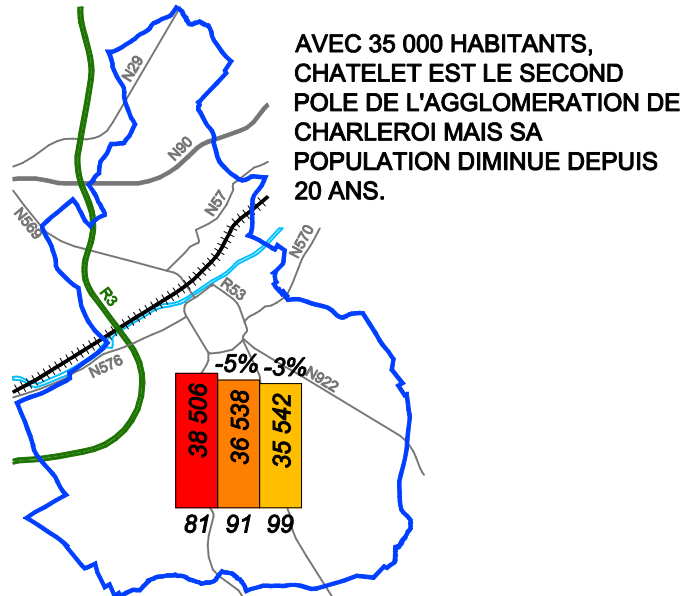 AVEC 35 000 HABITANTS,
CHATELET EST LE SECOND
POLE DE L'AGGLOMERATION DE
CHARLEROI MAIS SA
POPULATION DIMINUE DEPUIS
20 ANS.
N29
N90
N57
N569
N570
R3
R53
N576
N922
-5% -3%
38 506
36 538
35 542
81 91 99